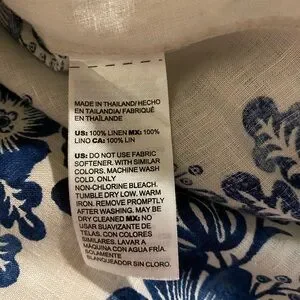 MADE IN THAILAND/HECHO
EN TAILANDIA/FABRIQUÉ
EN THAÏLANDE
US: 100% LINEN MX: 100%
LINO CA: 100% LIN
US: DO NOT USE FABRIC
SOFTENER. WITH SIMILAR
COLORS. MACHINE WASH
COLD. ONLY
NON-CHLORINE BLEACH.
TUMBLE DRY LOW. WARM
IRON. REMOVE PROMPTLY
AFTER WASHING. MAY BE
DRY CLEANED MX: NO
USAR SUAVIZANTE DE
TELAS. CON COLORES
SIMILARES. LAVAR A
MÁQUINA CON AGUA FRÍA.
SOLAMENTE
BLANQUEADOR SIN CLORO.